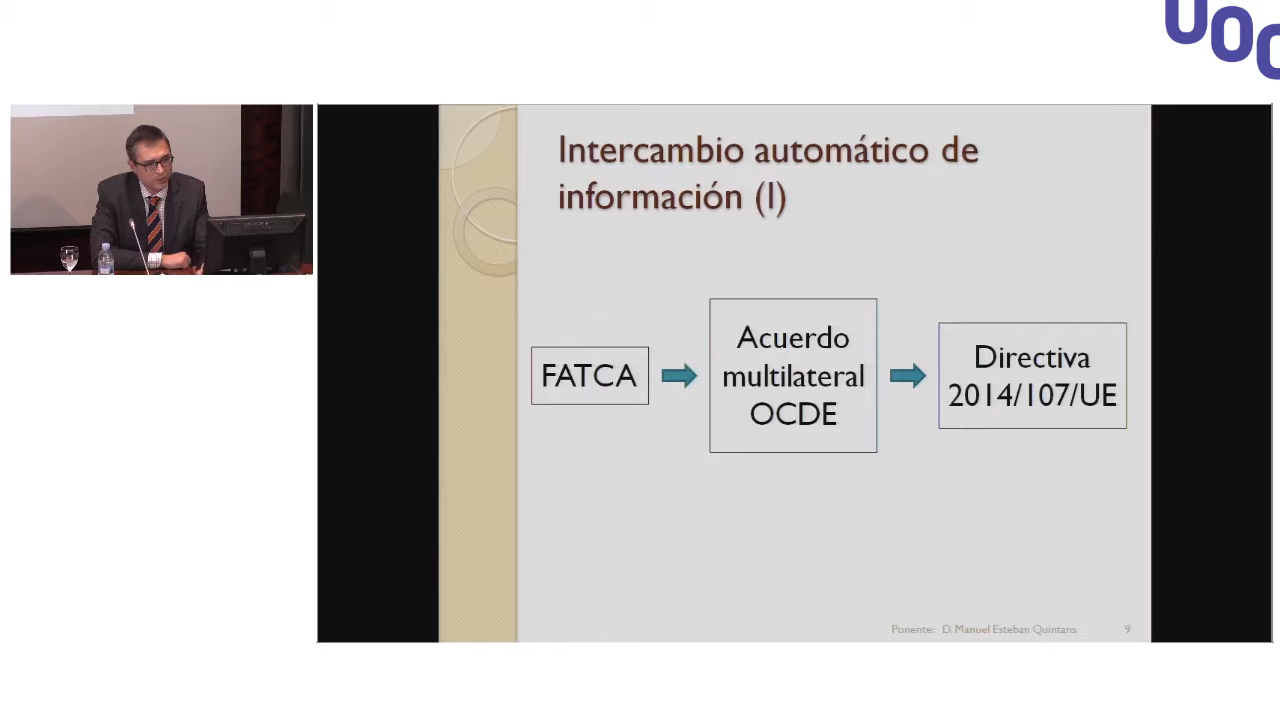 UOC
Intercambio automático de
información (I)
FATCA
Acuerdo
multilateral
OCDE
Directiva
2014/107/UE
Ponente: D. Manuel Esteban Quintans
9